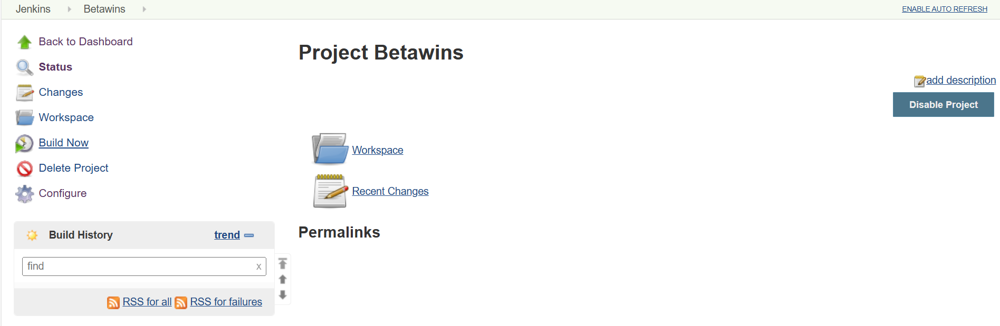 Jenkins Betawins ENABLE AUTO REFRESH
Back to Dashboard
Status
Changes
Workspace
Build Now
Delete Project
Configure
Build History trend
find x
RSS for all RSS for failures
Project Betawins
add description
Disable Project
Workspace
Recent Changes
Permalinks